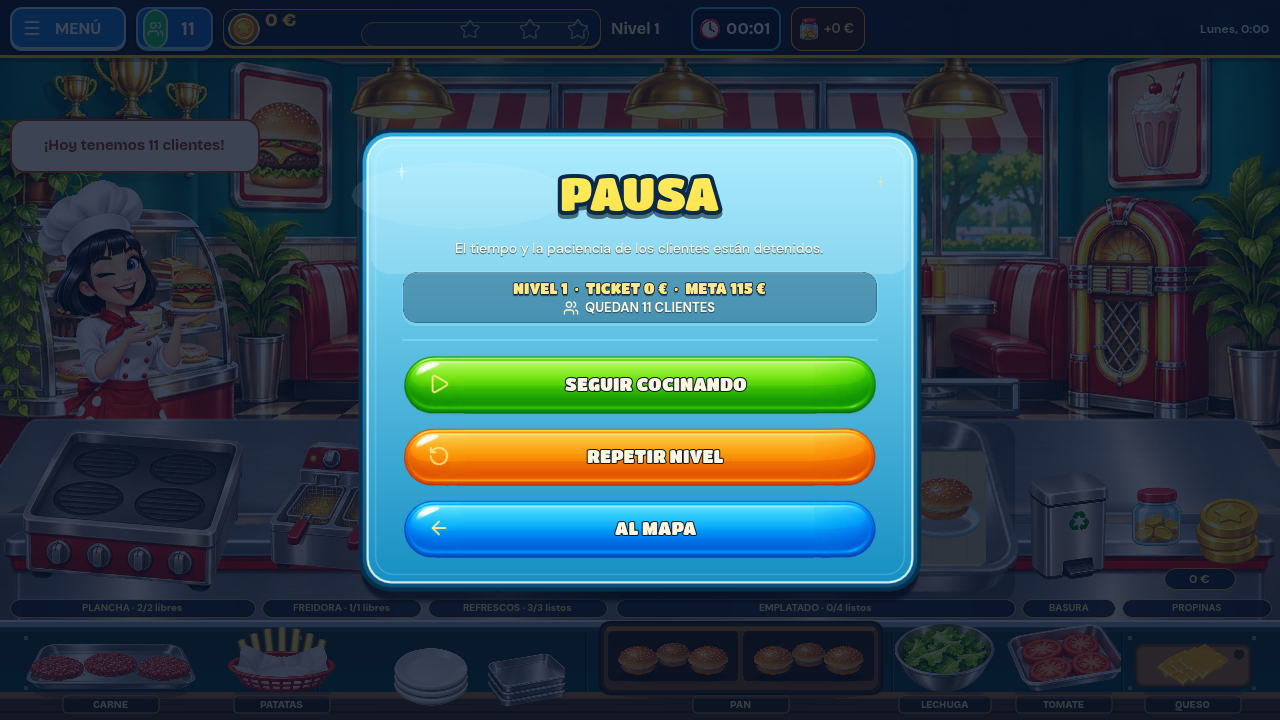 MENÚ
11
0 €
Nivel 1
00:01
+0 €
Lunes, 0:00
¡Hoy tenemos 11 clientes!
PAUSA
El tiempo y la paciencia de los clientes están detenidos.
NIVEL 1 · TICKET 0 € · META 115 €
QUEDAN 11 CLIENTES
SEGUIR COCINANDO
REPETIR NIVEL
AL MAPA
0 €
PLANCHA · 2/2 libres
FREIDORA · 1/1 libres
REFRESCOS · 3/3 listos
EMPLATADO · 0/4 listos
BASURA
PROPINAS
CARNE
PATATAS
PAN
LECHUGA
TOMATE
QUESO